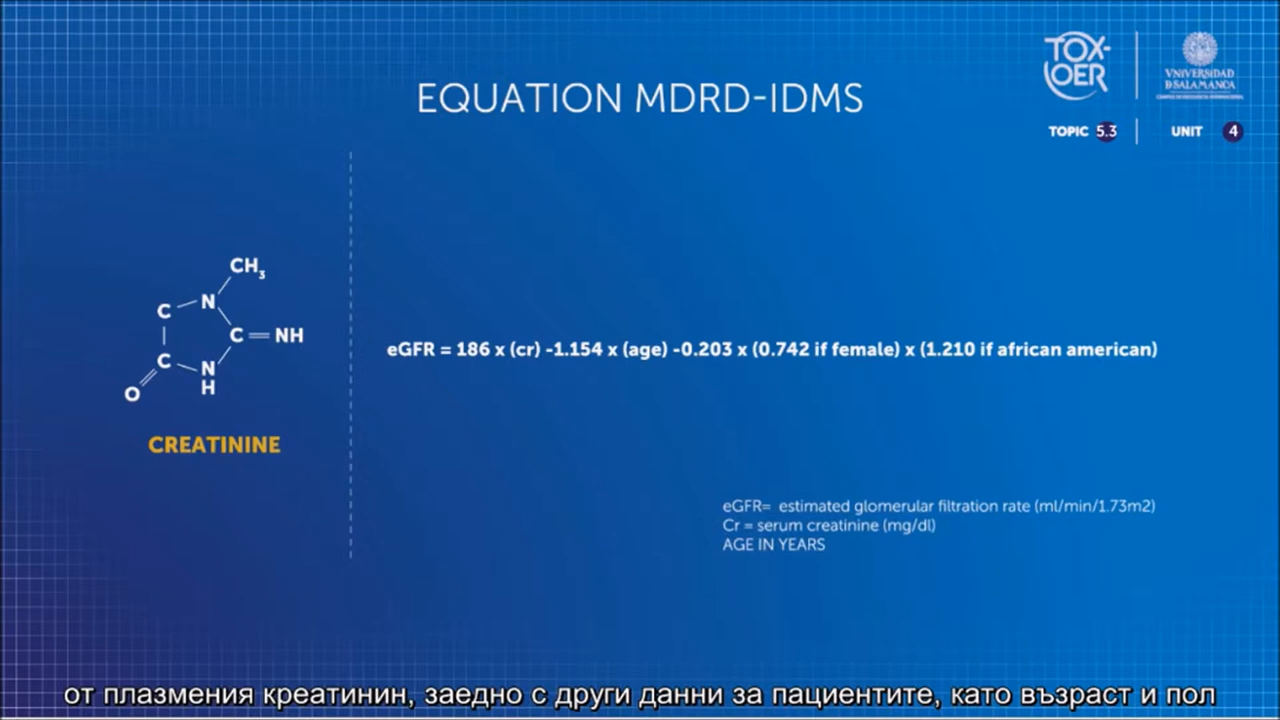 TOX-
OER
VNIVERSIDAD
D SALAMANCA
EQUATION MDRD-IDMS
TOPIC 5.3
UNIT 4
CH3
C N
C = NH
C N
H
O
CREATININE
eGFR = 186 x (cr) -1.154 x (age) -0.203 x (0.742 if female) x (1.210 if african american)
eGFR= estimated glomerular filtration rate (ml/min/1.73m2)
Cr = serum creatinine (mg/dl)
AGE IN YEARS
от плазмения креатинин, заедно с други данни за пациентите, като възраст и пол